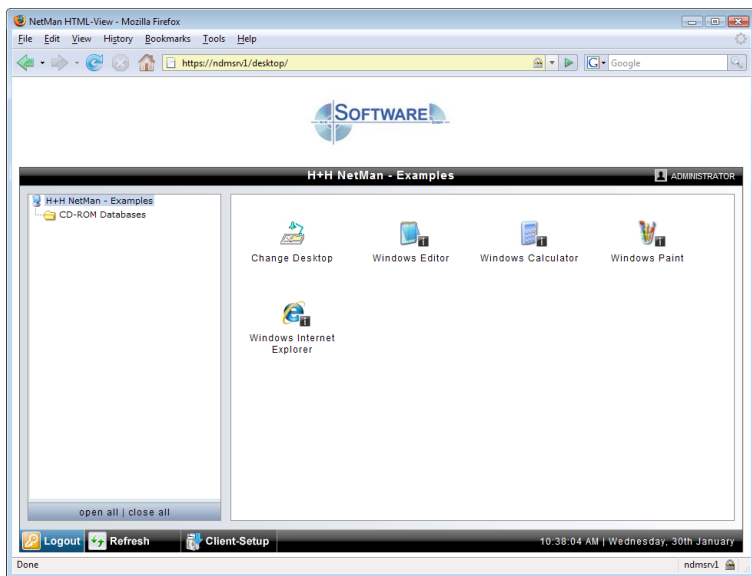 NetMan HTML-View - Mozilla Firefox
File Edit View History Bookmarks Tools Help
https://ndmsrv1/desktop/
G Google
SOFTWARE
H+H NetMan - Examples
ADMINISTRATOR
H+H NetMan - Examples
CD-ROM Databases
Change Desktop
Windows Editor
Windows Calculator
Windows Paint
Windows Internet
Explorer
open all | close all
Logout
Refresh
Client-Setup
10:38:04 AM | Wednesday, 30th January
Done
ndmsrv1